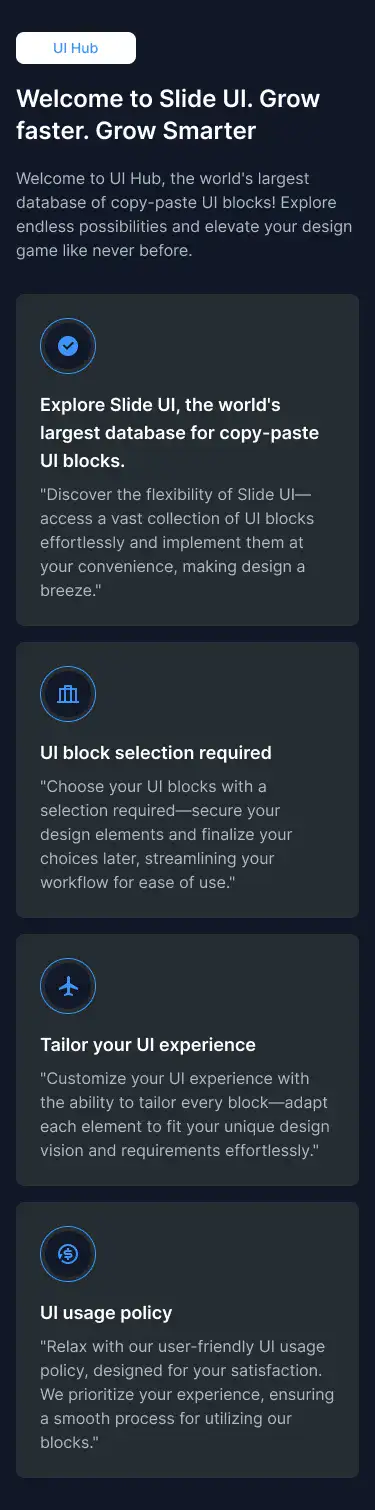 UI Hub
Welcome to Slide UI. Grow
faster. Grow Smarter
Welcome to UI Hub, the world's largest
database of copy-paste UI blocks! Explore
endless possibilities and elevate your design
game like never before.
Explore Slide UI, the world's
largest database for copy-paste
UI blocks.
"Discover the flexibility of Slide UI—
access a vast collection of UI blocks
effortlessly and implement them at
your convenience, making design a
breeze."
UI block selection required
"Choose your UI blocks with a
selection required—secure your
design elements and finalize your
choices later, streamlining your
workflow for ease of use."
Tailor your UI experience
"Customize your UI experience with
the ability to tailor every block—adapt
each element to fit your unique design
vision and requirements effortlessly."
UI usage policy
"Relax with our user-friendly UI usage
policy, designed for your satisfaction.
We prioritize your experience, ensuring
a smooth process for utilizing our
blocks."